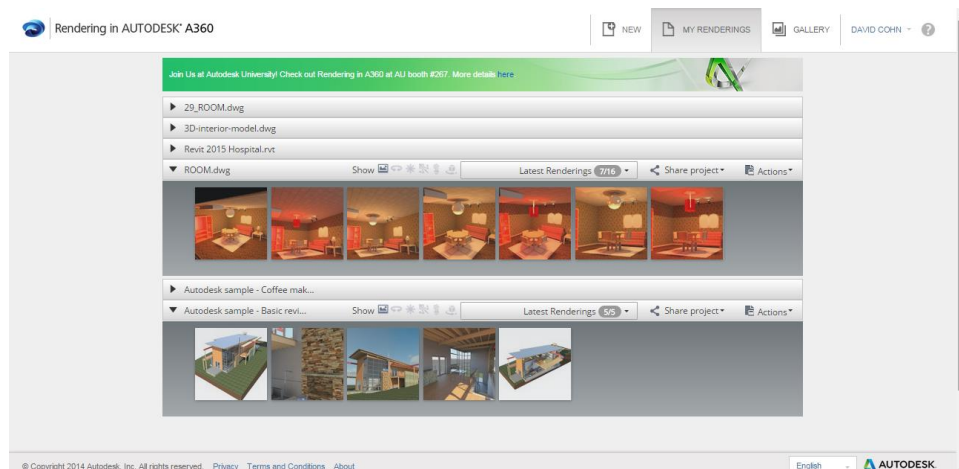 Rendering in AUTODESK® A360
NEW
MY RENDERINGS
GALLERY
DAVID COHN
?
Join Us at Autodesk University! Check out Rendering in A360 at AU booth #267. More details here
29_ROOM.dwg
3D-interior-model.dwg
Revit 2015 Hospital.rvt
ROOM.dwg Show Latest Renderings 7/16 Share project Actions
Autodesk sample - Coffee mak...
Autodesk sample - Basic revi... Show Latest Renderings 5/5 Share project Actions
© Copyright 2014 Autodesk, Inc. All rights reserved. Privacy Terms and Conditions About
English
AUTODESK.